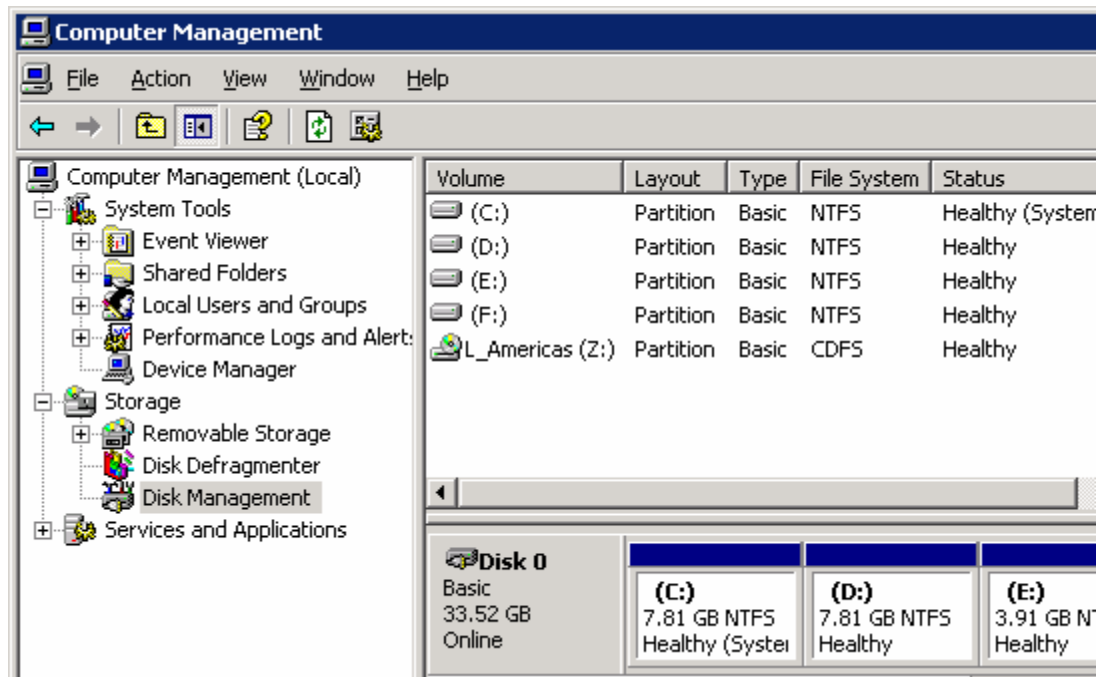 Computer Management
File Action View Window Help
Computer Management (Local)
System Tools
Event Viewer
Shared Folders
Local Users and Groups
Performance Logs and Alert
Device Manager
Storage
Removable Storage
Disk Defragmenter
Disk Management
Services and Applications
Volume Layout Type File System Status
(C:) Partition Basic NTFS Healthy (System
(D:) Partition Basic NTFS Healthy
(E:) Partition Basic NTFS Healthy
(F:) Partition Basic NTFS Healthy
L_Americas (Z:) Partition Basic CDFS Healthy
Disk 0
Basic
33.52 GB
Online
(C:)
7.81 GB NTFS
Healthy (Syste
(D:)
7.81 GB NTFS
Healthy
(E:)
3.91 GB NT
Healthy